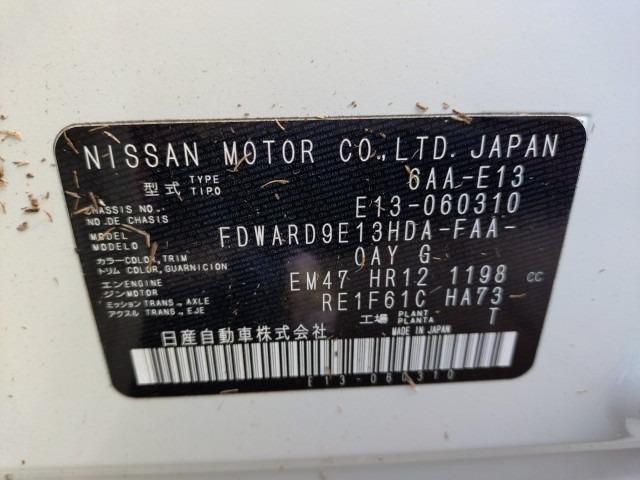 NISSAN MOTOR CO.,LTD. JAPAN
型式 TYPE TIPO 6AA-E13
CHASSIS NO. NO. DE CHASIS E13-060310
MODEL MODELO FDWARD9E13HDA-FAA-
カラー トリム COLOR, TRIM COLOR, GUARNICION QAY G
エンジン ENGINE MOTOR EM47 HR12 1198 CC
ミッション アクスル TRANS., AXLE TRANS., EJE RE1F61C HA73
工場 PLANT PLANTA T
日産自動車株式会社 MADE IN JAPAN
E13-060310